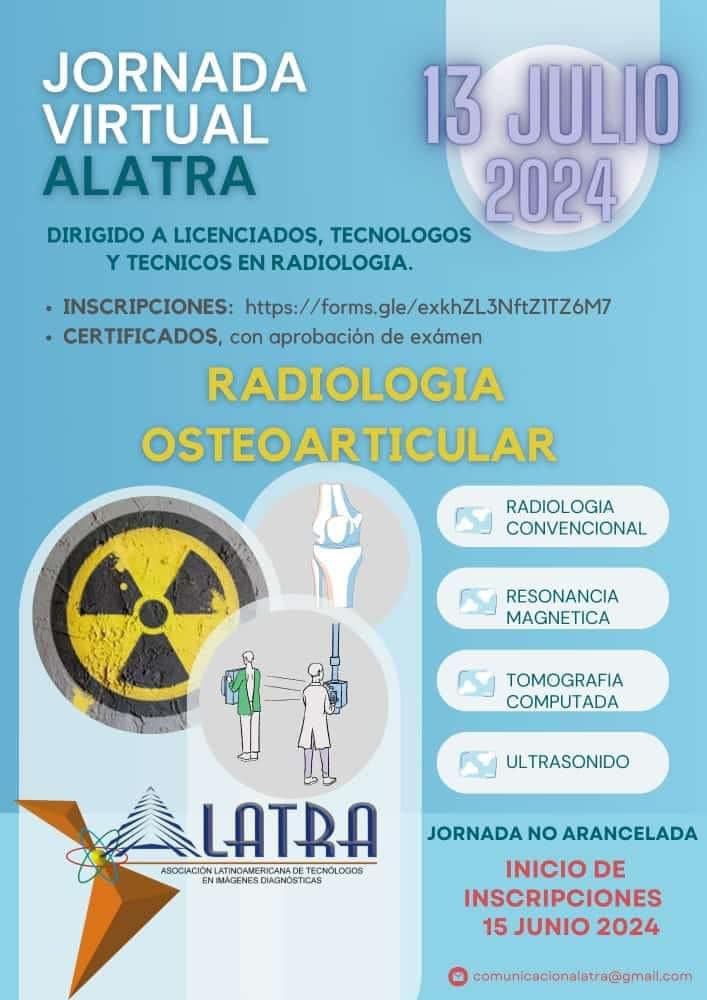 JORNADA
VIRTUAL
ALATRA
13 JULIO
2024
DIRIGIDO A LICENCIADOS, TECNOLOGOS
Y TECNICOS EN RADIOLOGIA.
• INSCRIPCIONES: https://forms.gle/exkhZL3NftZ1TZ6M7
• CERTIFICADOS, con aprobación de exámen
RADIOLOGIA
OSTEOARTICULAR
RADIOLOGIA
CONVENCIONAL
RESONANCIA
MAGNETICA
TOMOGRAFIA
COMPUTADA
ULTRASONIDO
ALATRA
ASOCIACIÓN LATINOAMERICANA DE TECNÓLOGOS
EN IMÁGENES DIAGNÓSTICAS
JORNADA NO ARANCELADA
INICIO DE
INSCRIPCIONES
15 JUNIO 2024
comunicacionalatra@gmail.com